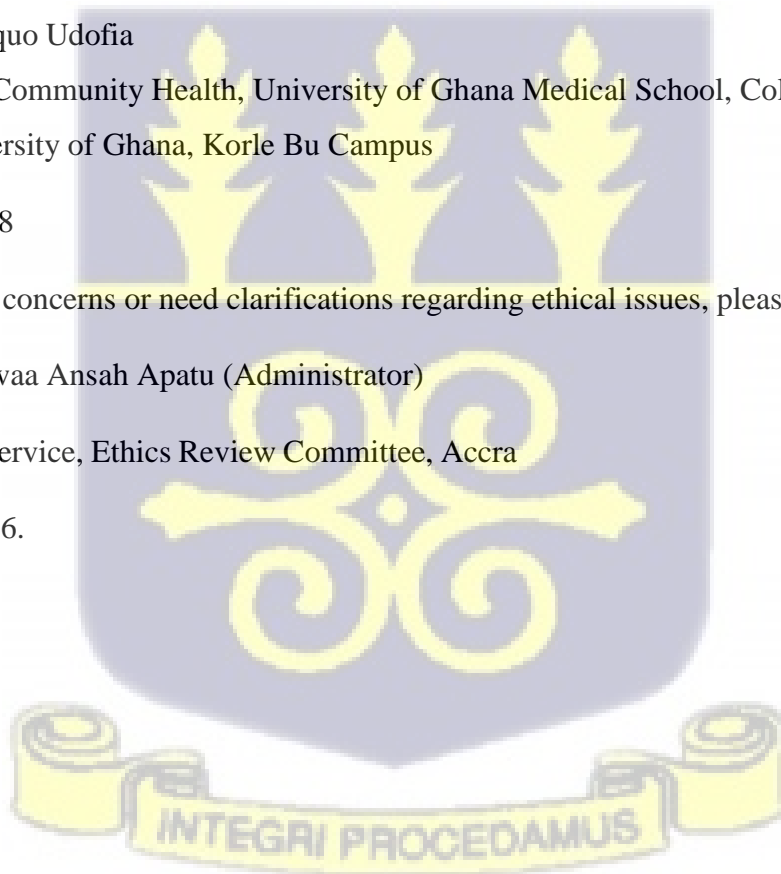 quo Udofia
Community Health, University of Ghana Medical School, Col
ersity of Ghana, Korle Bu Campus
8
concerns or need clarifications regarding ethical issues, pleas
vaa Ansah Apatu (Administrator)
ervice, Ethics Review Committee, Accra
6.
INTEGRI PROCEDAMUS